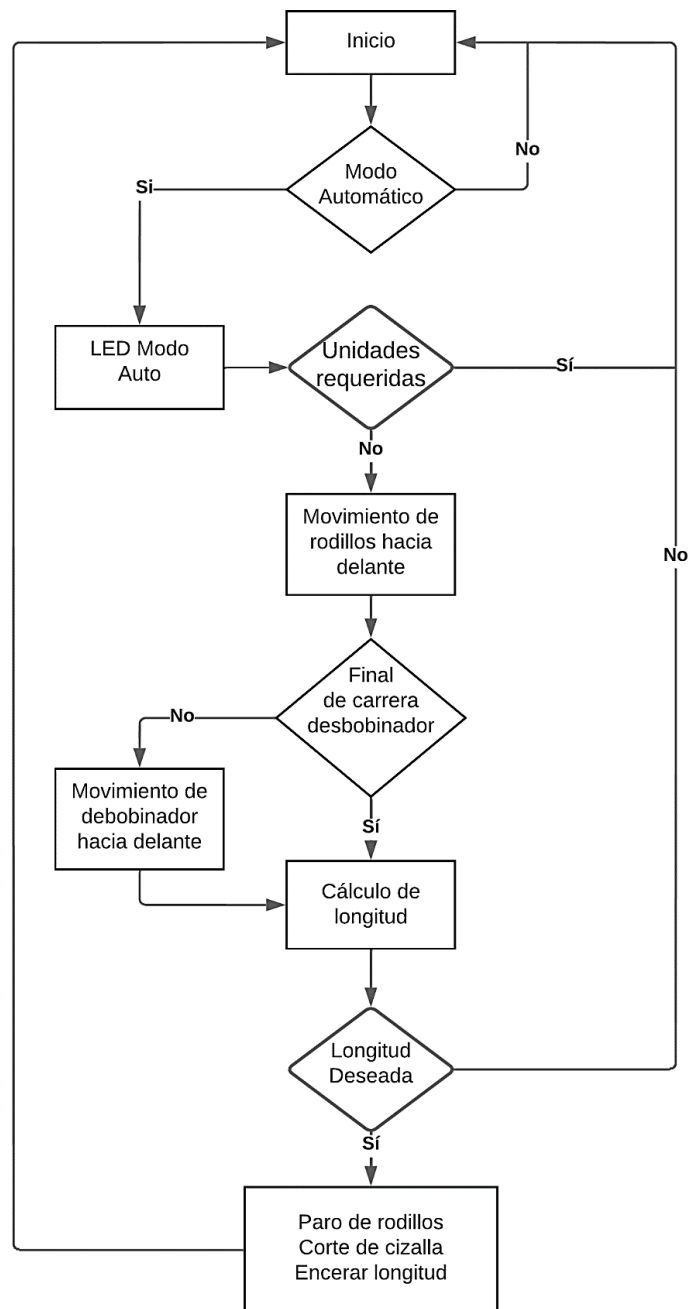 Inicio
Modo
Automático
No
Si
LED Modo
Auto
Unidades
requeridas
Sí
No
Movimiento de
rodillos hacia
delante
No
Final
de carrera
desbobinador
No
Movimiento de
debobinador
hacia delante
Sí
Cálculo de
longitud
Longitud
Deseada
Sí
Paro de rodillos
Corte de cizalla
Encerar longitud